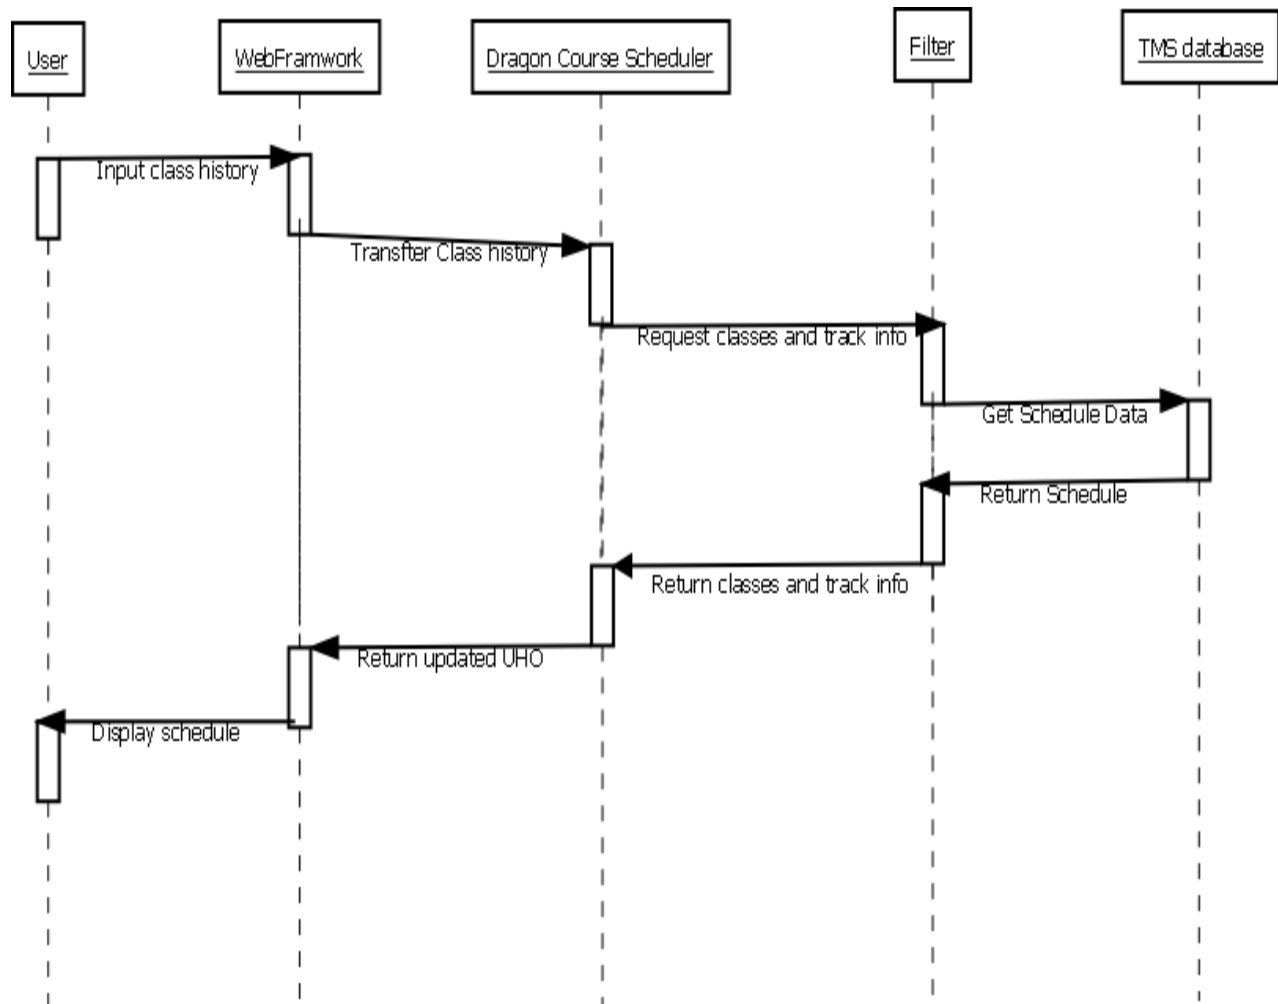 User
WebFramwork
Dragon Course Scheduler
Filter
TMS database
Input class history
Transfter Class history
Request classes and track info
Get Schedule Data
Return Schedule
Return classes and track info
Return updated UHO
Display schedule